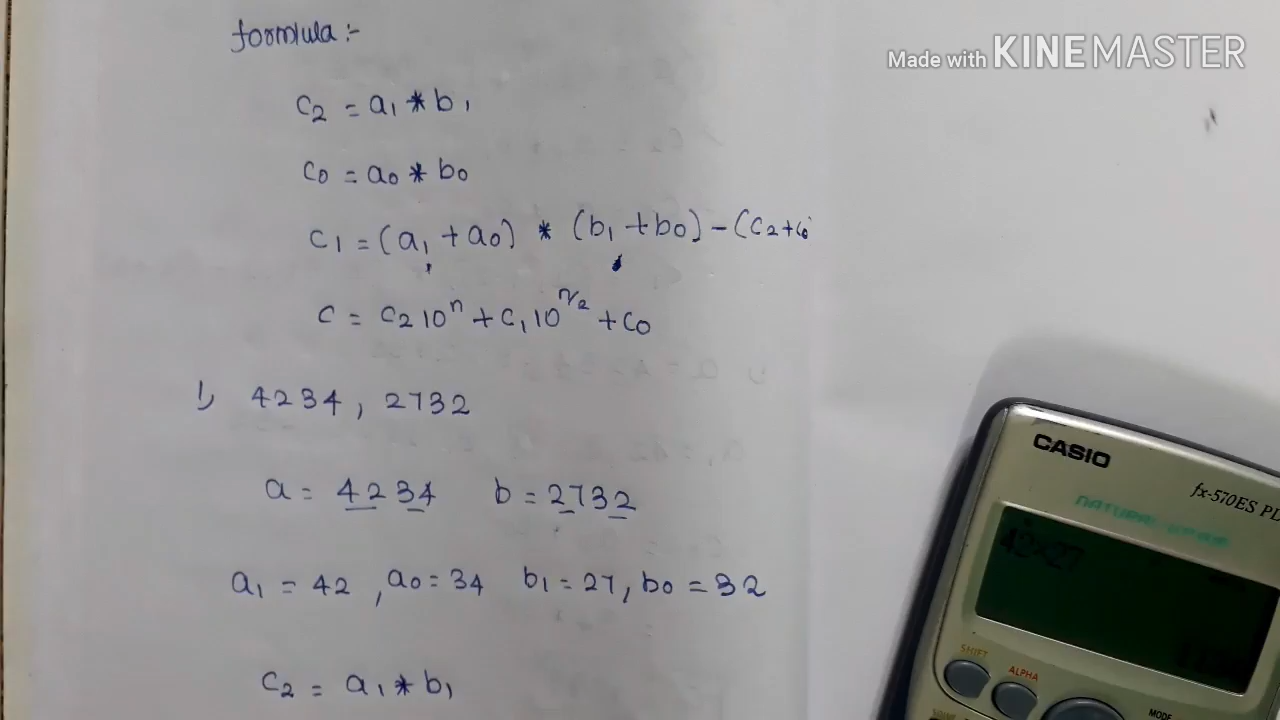 formula :-
Made with KINEMASTER
C2 = a1 * b1
C0 = a0 * b0
C1 = (a1 + a0) * (b1 + b0) - (C2+C0
C = C2 10^n + C1 10^n/2 + C0
1) 4234, 2732
a = 4234 b = 2732
a1 = 42, a0 = 34 b1 = 27, b0 = 32
C2 = a1 * b1
CASIO
fx-570ES PL
42×27
SHIFT
ALPHA
MODE